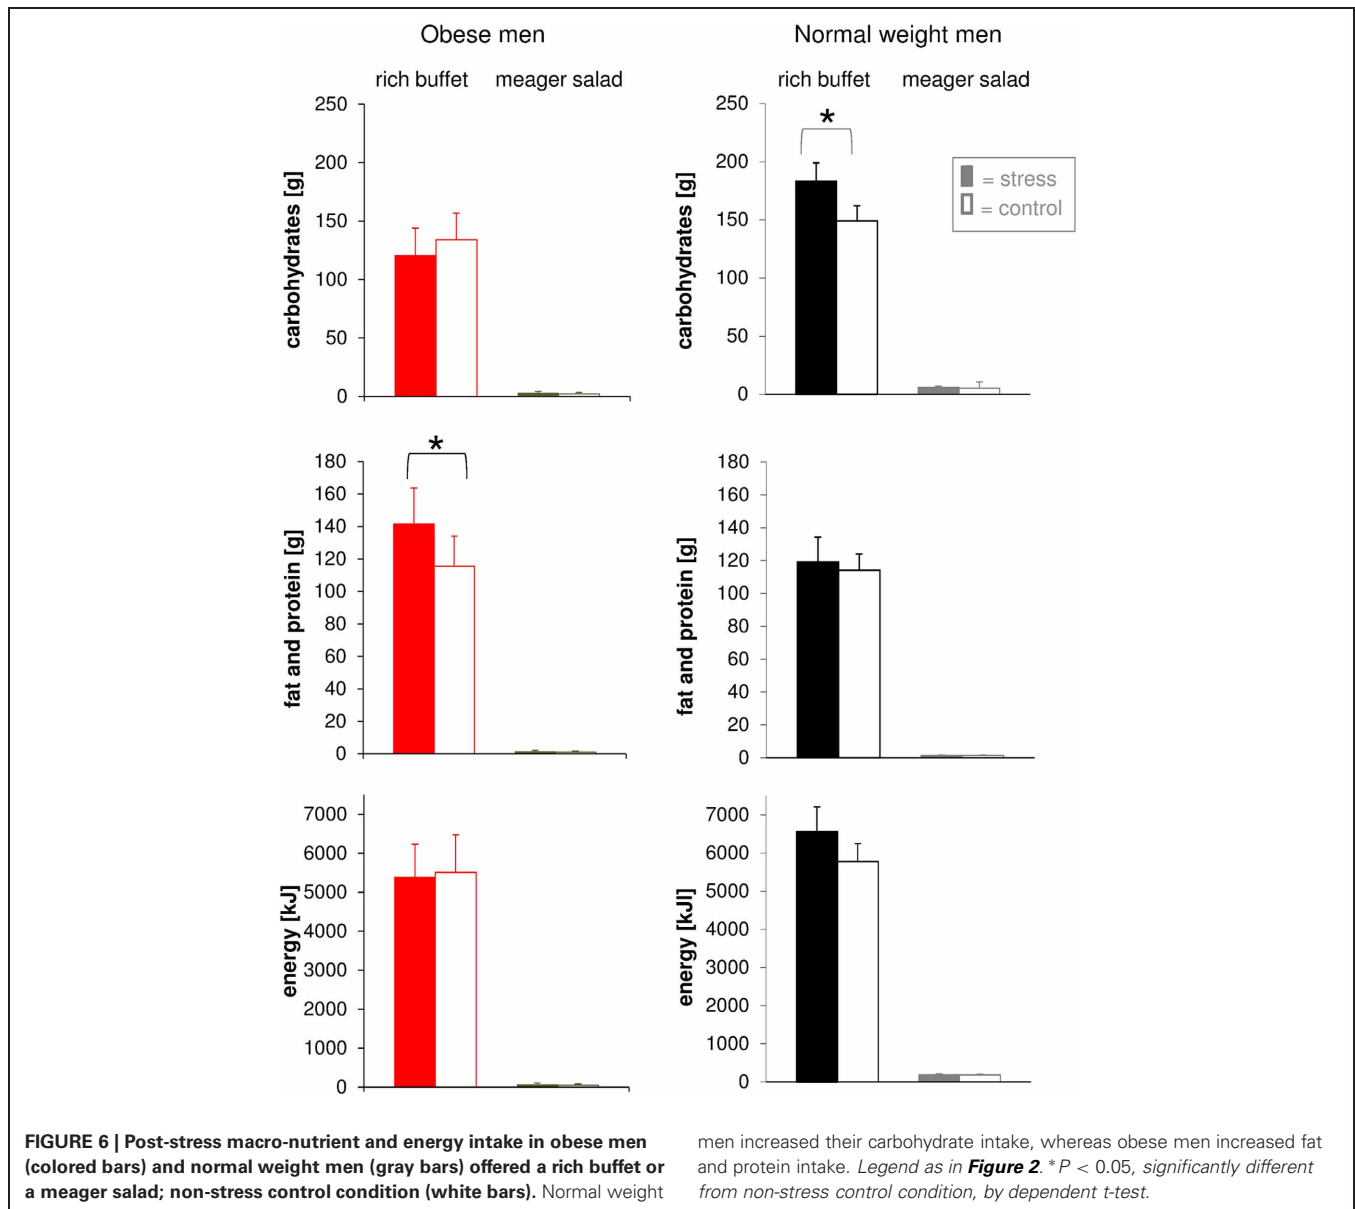 Obese men
Normal weight men
rich buffet
meager salad
rich buffet
meager salad
carbohydrates [g]
250
200
150
100
50
0
carbohydrates [g]
250
200
150
100
50
0
*
= stress
= control
fat and protein [g]
180
160
140
120
100
80
60
40
20
0
*
fat and protein [g]
180
160
140
120
100
80
60
40
20
0
energy [kJ]
7000
6000
5000
4000
3000
2000
1000
0
energy [kJl]
7000
6000
5000
4000
3000
2000
1000
0
FIGURE 6 | Post-stress macro-nutrient and energy intake in obese men
(colored bars) and normal weight men (gray bars) offered a rich buffet or
a meager salad; non-stress control condition (white bars). Normal weight
men increased their carbohydrate intake, whereas obese men increased fat
and protein intake. Legend as in Figure 2. *P < 0.05, significantly different
from non-stress control condition, by dependent t-test.